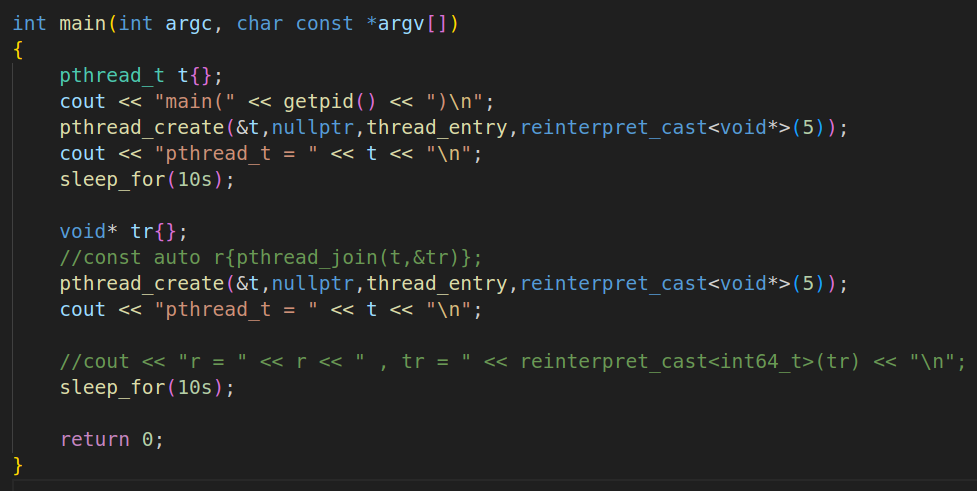 int main(int argc, char const *argv[])
{
    pthread_t t{};
    cout << "main(" << getpid() << ")\n";
    pthread_create(&t,nullptr,thread_entry,reinterpret_cast<void*>(5));
    cout << "pthread_t = " << t << "\n";
    sleep_for(10s);

    void* tr{};
    //const auto r{pthread_join(t,&tr)};
    pthread_create(&t,nullptr,thread_entry,reinterpret_cast<void*>(5));
    cout << "pthread_t = " << t << "\n";

    //cout << "r = " << r << " , tr = " << reinterpret_cast<int64_t>(tr) << "\n";
    sleep_for(10s);

    return 0;
}